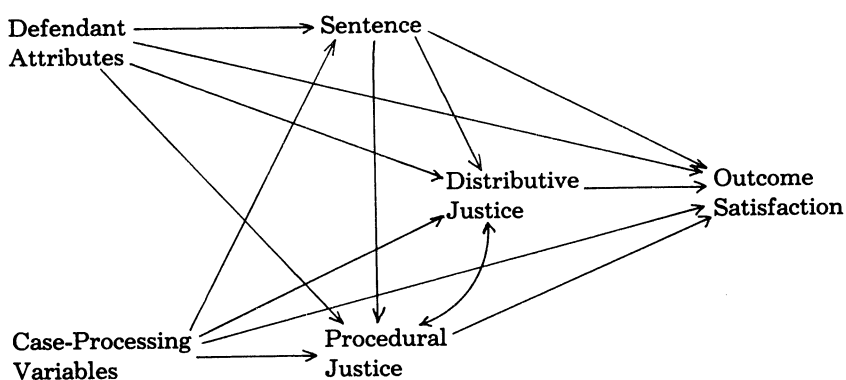 Defendant
Attributes
Sentence
Distributive
Justice
Outcome
Satisfaction
Case-Processing
Variables
Procedural
Justice